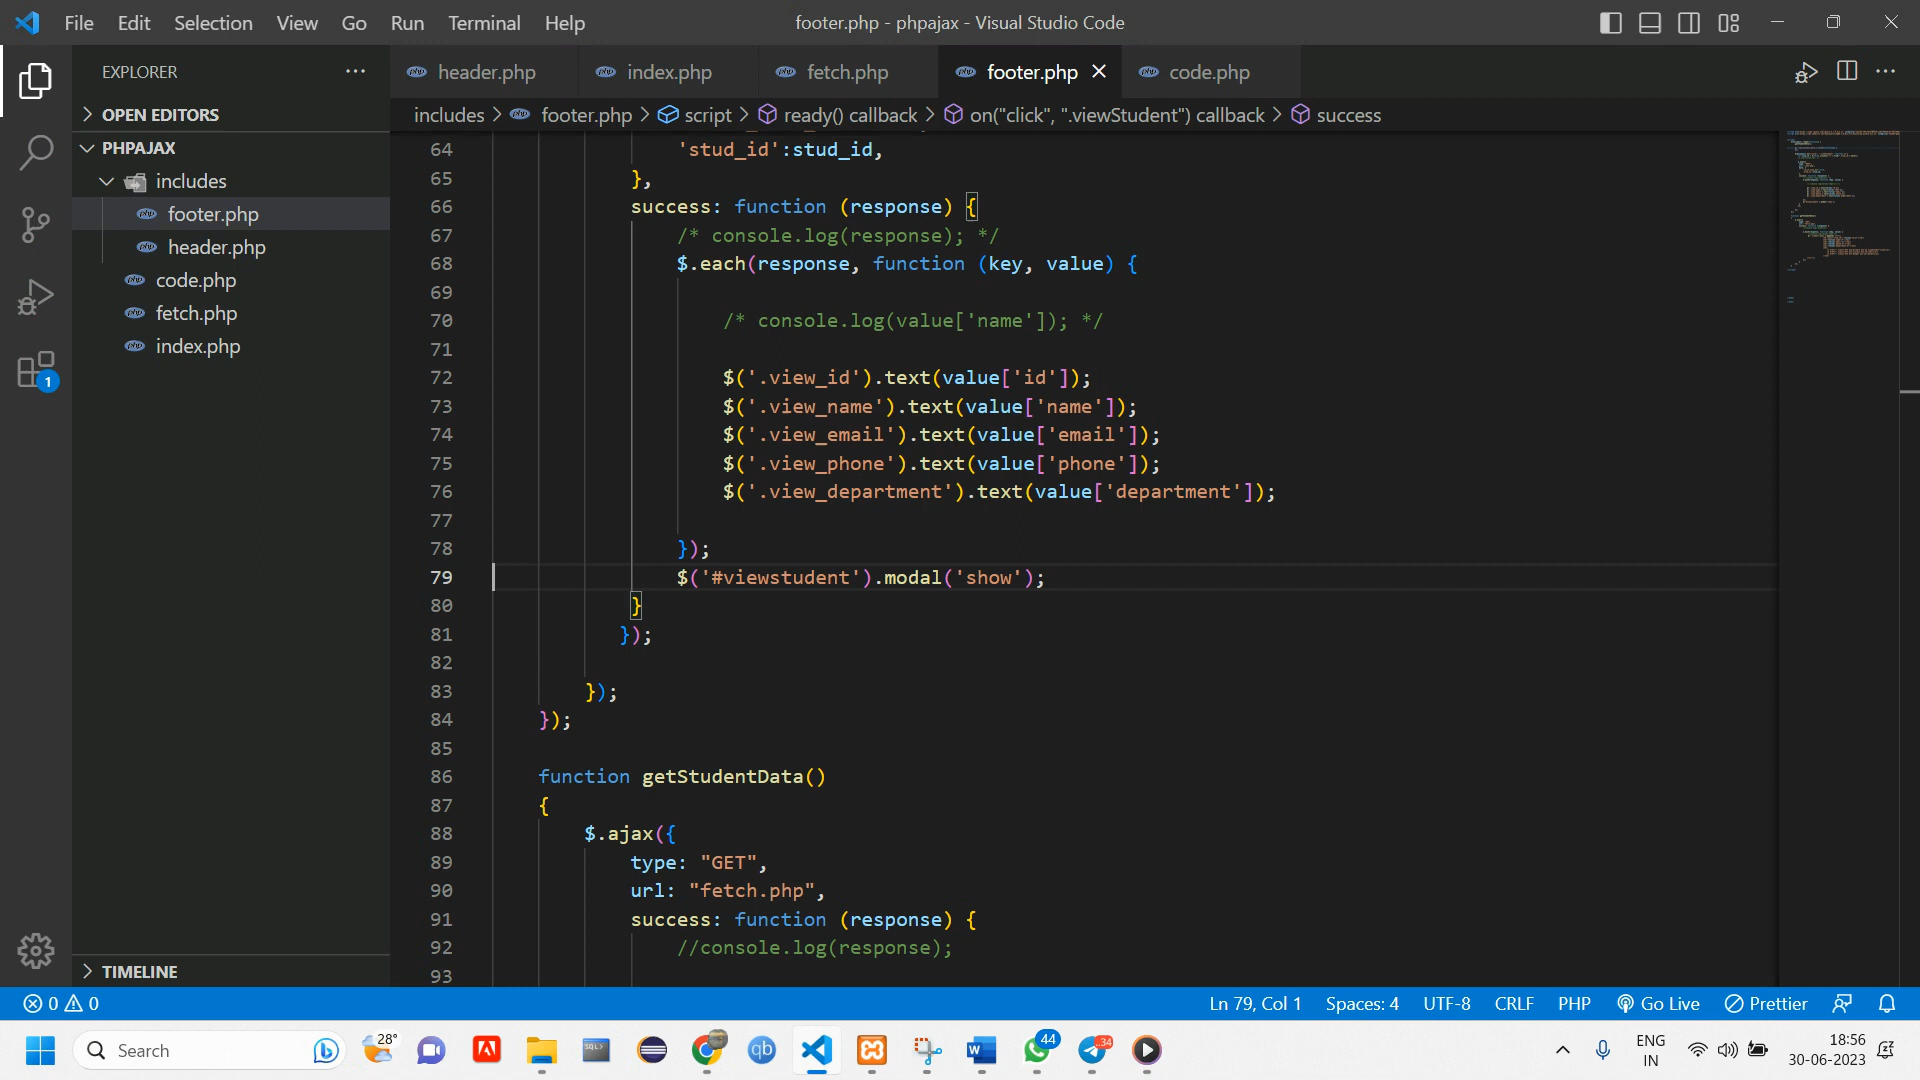 File Edit Selection View Go Run Terminal Help
footer.php - phpajax - Visual Studio Code
EXPLORER
header.php index.php fetch.php footer.php code.php
OPEN EDITORS
includes > footer.php > script > ready() callback > on("click", ".viewStudent") callback > success
PHPAJAX
includes
footer.php
header.php
code.php
fetch.php
index.php
1
TIMELINE
64 'stud_id':stud_id,
65 },
66 success: function (response) {
67 /* console.log(response); */
68 $.each(response, function (key, value) {
69
70 /* console.log(value['name']); */
71
72 $('.view_id').text(value['id']);
73 $('.view_name').text(value['name']);
74 $('.view_email').text(value['email']);
75 $('.view_phone').text(value['phone']);
76 $('.view_department').text(value['department']);
77
78 });
79 $('#viewstudent').modal('show');
80 }
81 });
82
83 });
84 });
85
86 function getStudentData()
87 {
88 $.ajax({
89 type: "GET",
90 url: "fetch.php",
91 success: function (response) {
92 //console.log(response);
93
0 0
Ln 79, Col 1 Spaces: 4 UTF-8 CRLF PHP Go Live Prettier
Search
28°
SQL>
qb
44
34
ENG
IN
18:56
30-06-2023